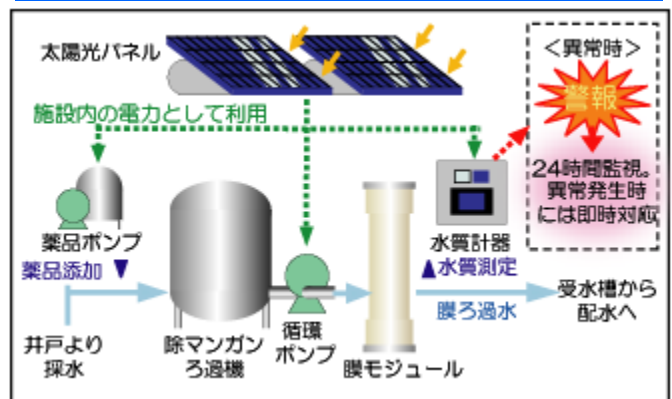 太陽光パネル
＜異常時＞
警報
施設内の電力として利用
24時間監視。
異常発生時
には即時対応
薬品ポンプ
水質計器
薬品添加 ▼
▲水質測定
受水槽から
配水へ
膜ろ過水
井戸より
採水
除マンガン
ろ過機
循環
ポンプ
膜モジュール